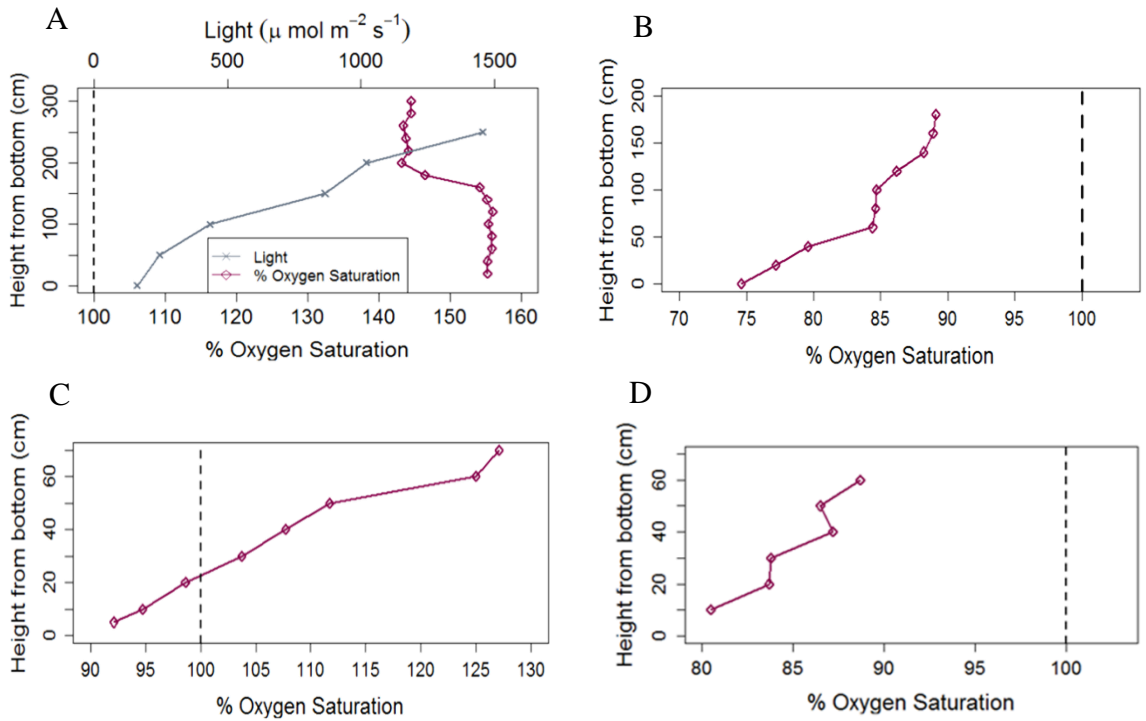 A
Light (μ mol m⁻² s⁻¹)
0 500 1000 1500
Height from bottom (cm)
300
200
100
0
Light
% Oxygen Saturation
100 110 120 130 140 150 160
% Oxygen Saturation
B
Height from bottom (cm)
200
150
100
50
0
70 75 80 85 90 95 100
% Oxygen Saturation
C
Height from bottom (cm)
60
40
20
0
90 95 100 105 110 115 120 125 130
% Oxygen Saturation
D
Height from bottom (cm)
60
40
20
0
80 85 90 95 100
% Oxygen Saturation